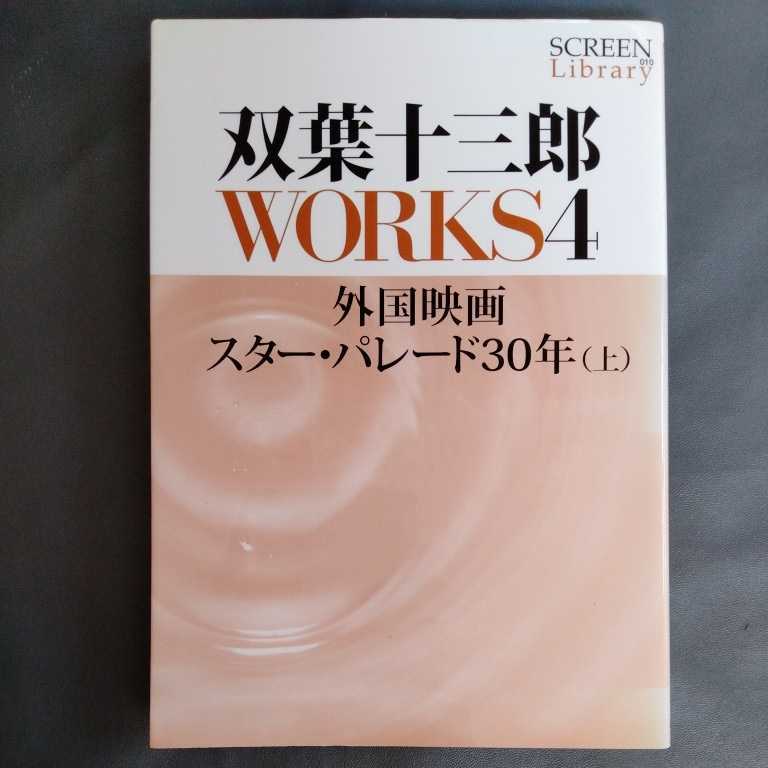 SCREEN
Library 010
双葉十三郎
WORKS4
外国映画
スター・パレード30年（上）